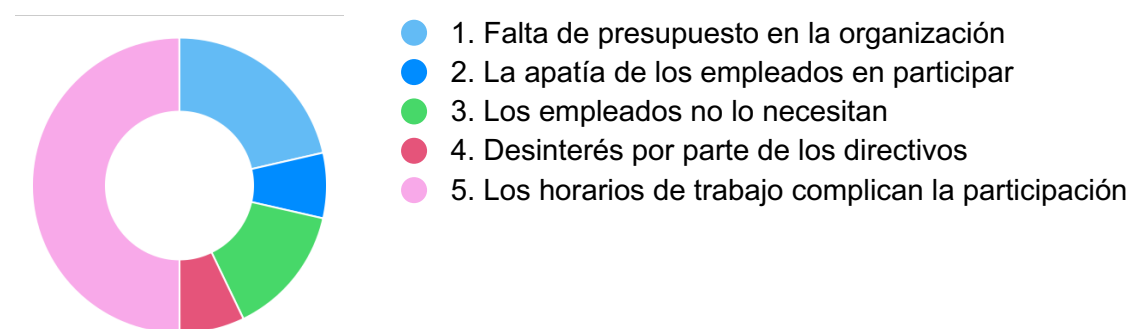 1. Falta de presupuesto en la organización
2. La apatía de los empleados en participar
3. Los empleados no lo necesitan
4. Desinterés por parte de los directivos
5. Los horarios de trabajo complican la participación